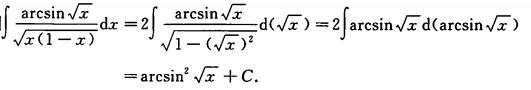 ∫ arcsin√x / √(x(1−x)) dx = 2∫ arcsin√x / √(1−(√x)²) d(√x) = 2∫arcsin√x d(arcsin√x)
= arcsin² √x + C.